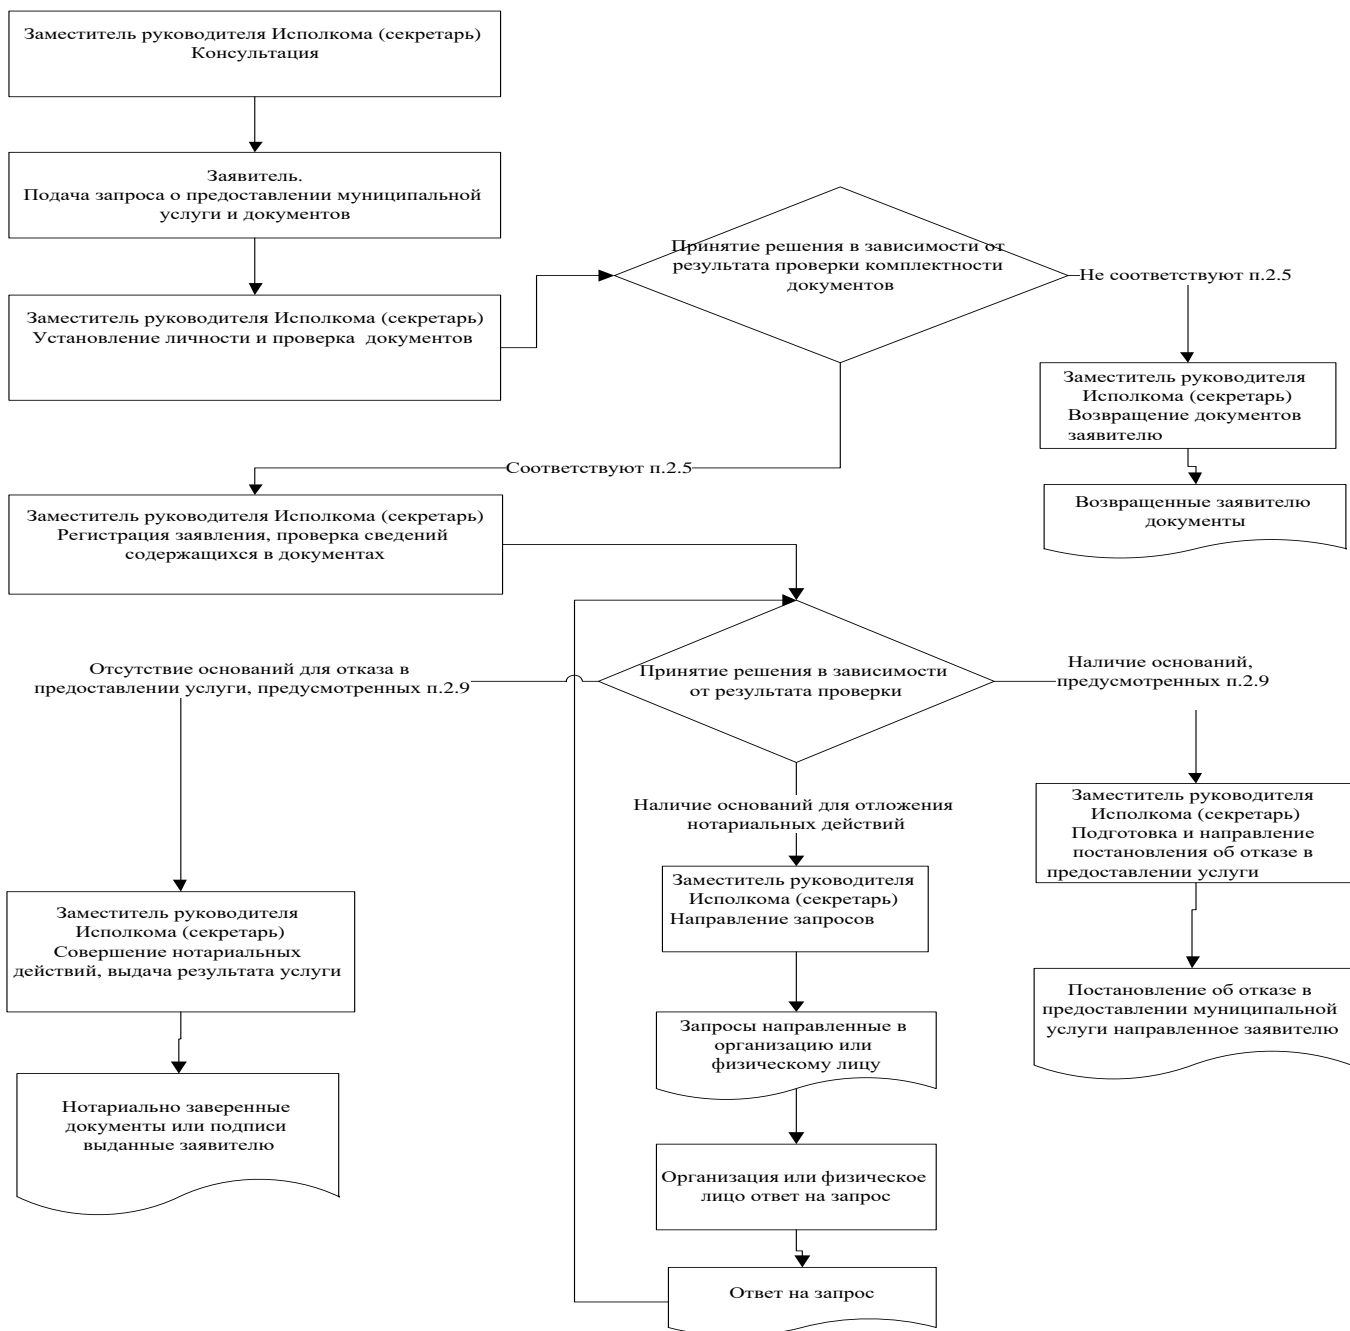 Заместитель руководителя Исполкома (секретарь)
Консультация
Заявитель.
Подача запроса о предоставлении муниципальной
услуги и документов
Заместитель руководителя Исполкома (секретарь)
Установление личности и проверка документов
Принятие решения в зависимости от
результата проверки комплектности
документов
Не соответствуют п.2.5
Заместитель руководителя
Исполкома (секретарь)
Возвращение документов
заявителю
Возвращенные заявителю
документы
Соответствуют п.2.5
Заместитель руководителя Исполкома (секретарь)
Регистрация заявления, проверка сведений
содержащихся в документах
Принятие решения в зависимости
от результата проверки
Отсутствие оснований для отказа в
предоставлении услуги, предусмотренных п.2.9
Наличие оснований,
предусмотренных п.2.9
Наличие оснований для отложения
нотариальных действий
Заместитель руководителя
Исполкома (секретарь)
Совершение нотариальных
действий, выдача результата услуги
Нотариально заверенные
документы или подписи
выданные заявителю
Заместитель руководителя
Исполкома (секретарь)
Направление запросов
Запросы направленные в
организацию или
физическому лицу
Организация или физическое
лицо ответ на запрос
Ответ на запрос
Заместитель руководителя
Исполкома (секретарь)
Подготовка и направление
постановления об отказе в
предоставлении услуги
Постановление об отказе в
предоставлении муниципальной
услуги направленное заявителю